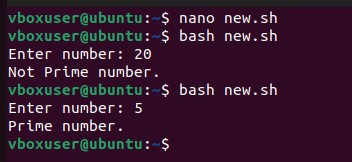 vboxuser@ubuntu:~$ nano new.sh
vboxuser@ubuntu:~$ bash new.sh
Enter number: 20
Not Prime number.
vboxuser@ubuntu:~$ bash new.sh
Enter number: 5
Prime number.
vboxuser@ubuntu:~$